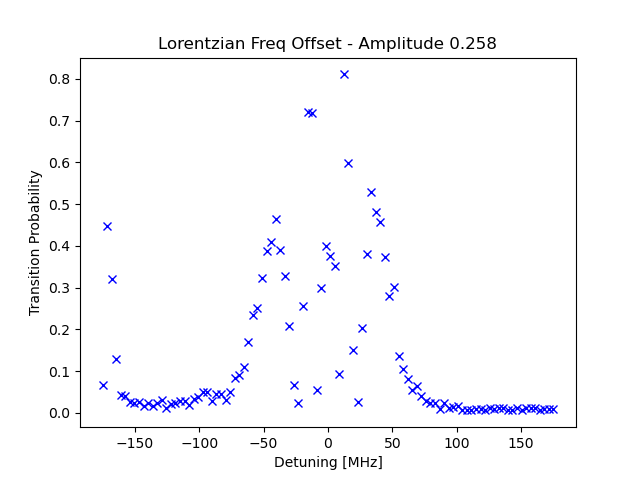 Lorentzian Freq Offset - Amplitude 0.258
Transition Probability
0.8
0.7
0.6
0.5
0.4
0.3
0.2
0.1
0.0
−150 −100 −50 0 50 100 150
Detuning [MHz]